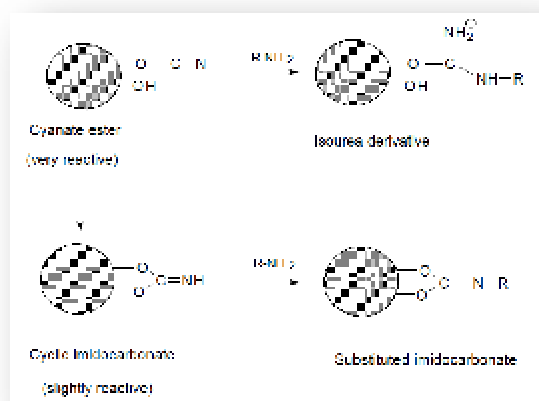 O C N
OH
R-NH2
NH2
O C
OH
NH R
Cyanate ester
(very reactive)
Isourea derivative
O
C NH
O
R-NH2
O
C N R
O
Cyclic imidocarbonate
(slightly reactive)
Substituted imidocarbonate